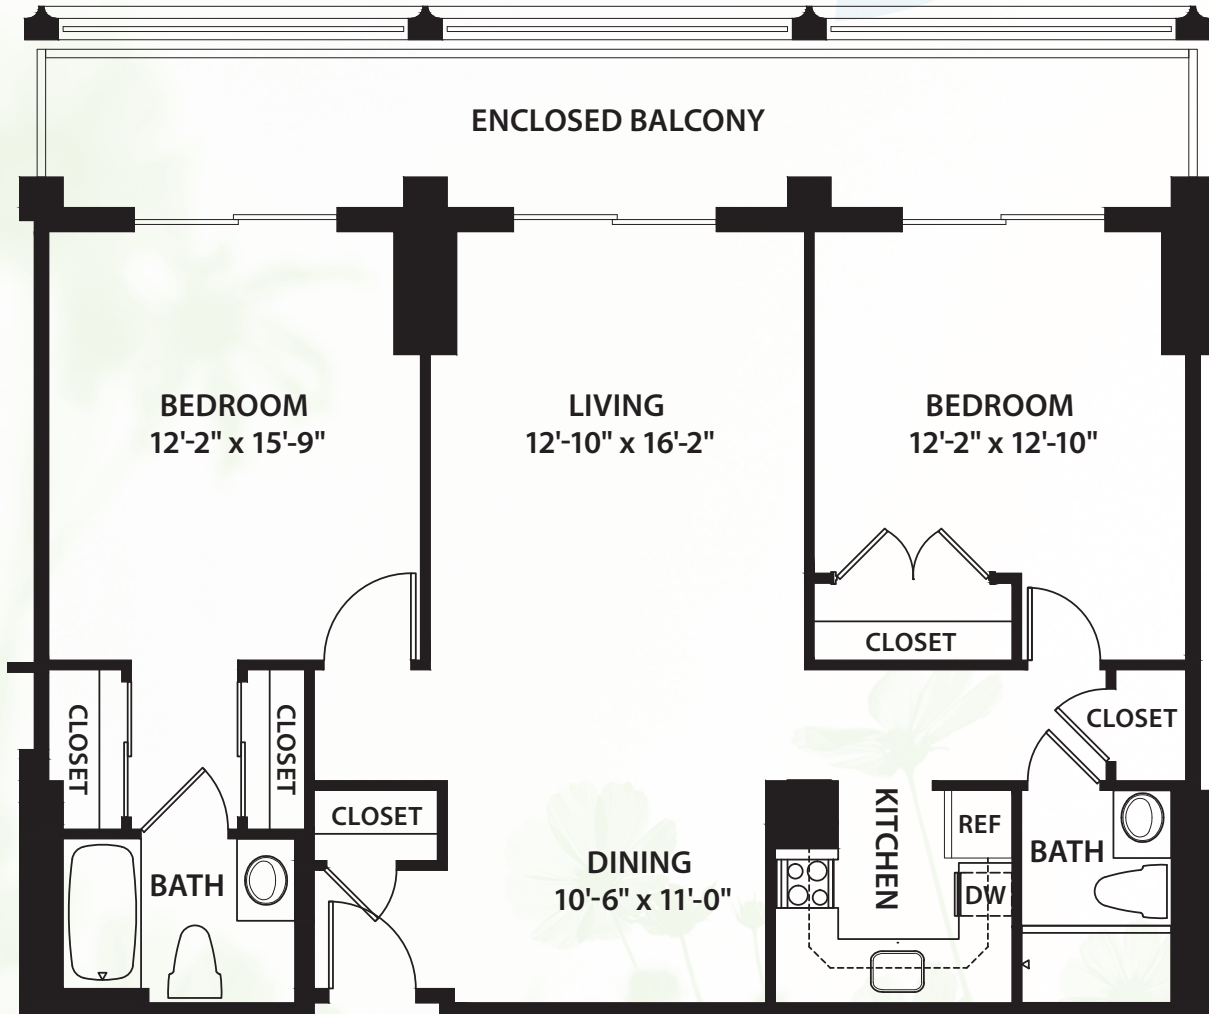 ENCLOSED BALCONY
BEDROOM
12'-2" x 15'-9"
LIVING
12'-10" x 16'-2"
BEDROOM
12'-2" x 12'-10"
CLOSET
CLOSET
CLOSET
CLOSET
CLOSET
KITCHEN
REF
BATH
DINING
10'-6" x 11'-0"
BATH
DW